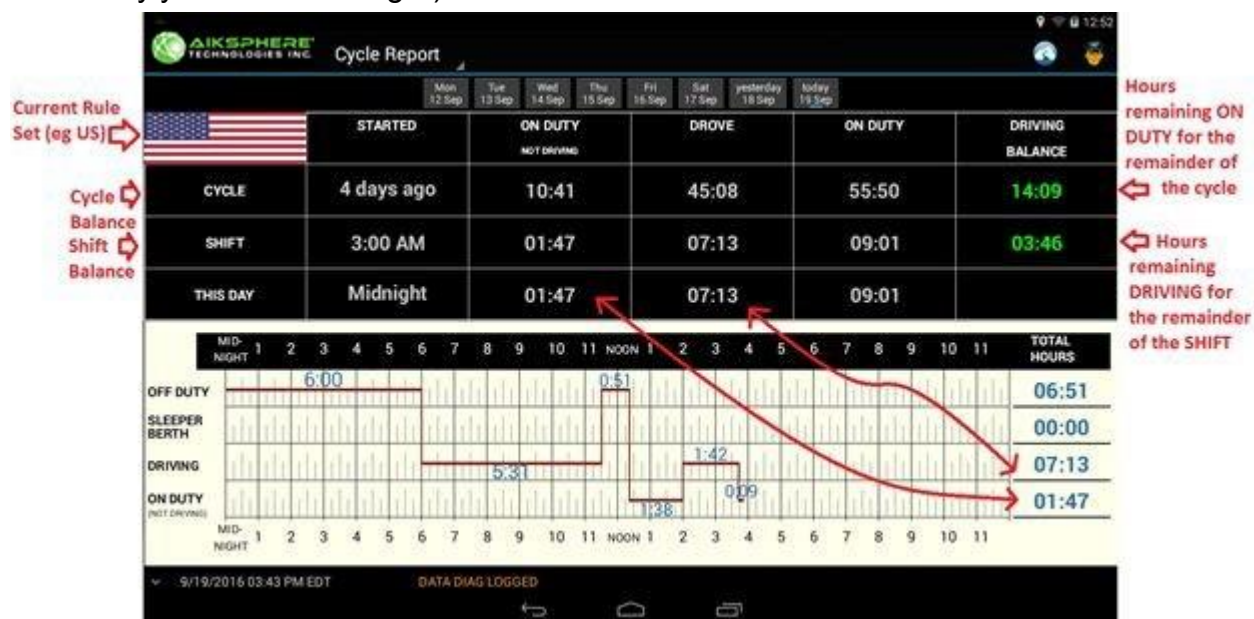 12:52
AIKSPHERE
TECHNOLOGIES INC.
Cycle Report
Mon
12 Sep
Tue
13 Sep
Wed
14 Sep
Thu
15 Sep
Fri
16 Sep
Sat
17 Sep
yesterday
18 Sep
today
19 Sep
Current Rule
Set (eg US)
STARTED
ON DUTY
NOT DRIVING
DROVE
ON DUTY
DRIVING
BALANCE
Hours
remaining ON
DUTY for the
remainder of
the cycle
Cycle
Balance
CYCLE
4 days ago
10:41
45:08
55:50
14:09
Shift
Balance
SHIFT
3:00 AM
01:47
07:13
09:01
03:46
Hours
remaining
DRIVING for
the remainder
of the SHIFT
THIS DAY
Midnight
01:47
07:13
09:01
MID-
NIGHT 1 2 3 4 5 6 7 8 9 10 11 NOON 1 2 3 4 5 6 7 8 9 10 11
TOTAL
HOURS
OFF DUTY
6:00
0:51
06:51
SLEEPER
BERTH
00:00
DRIVING
5:31
1:42
07:13
ON DUTY
(NOT DRIVING)
1:38
0:09
01:47
MID-
NIGHT 1 2 3 4 5 6 7 8 9 10 11 NOON 1 2 3 4 5 6 7 8 9 10 11
9/19/2016 03:43 PM EDT
DATA DIAG LOGGED